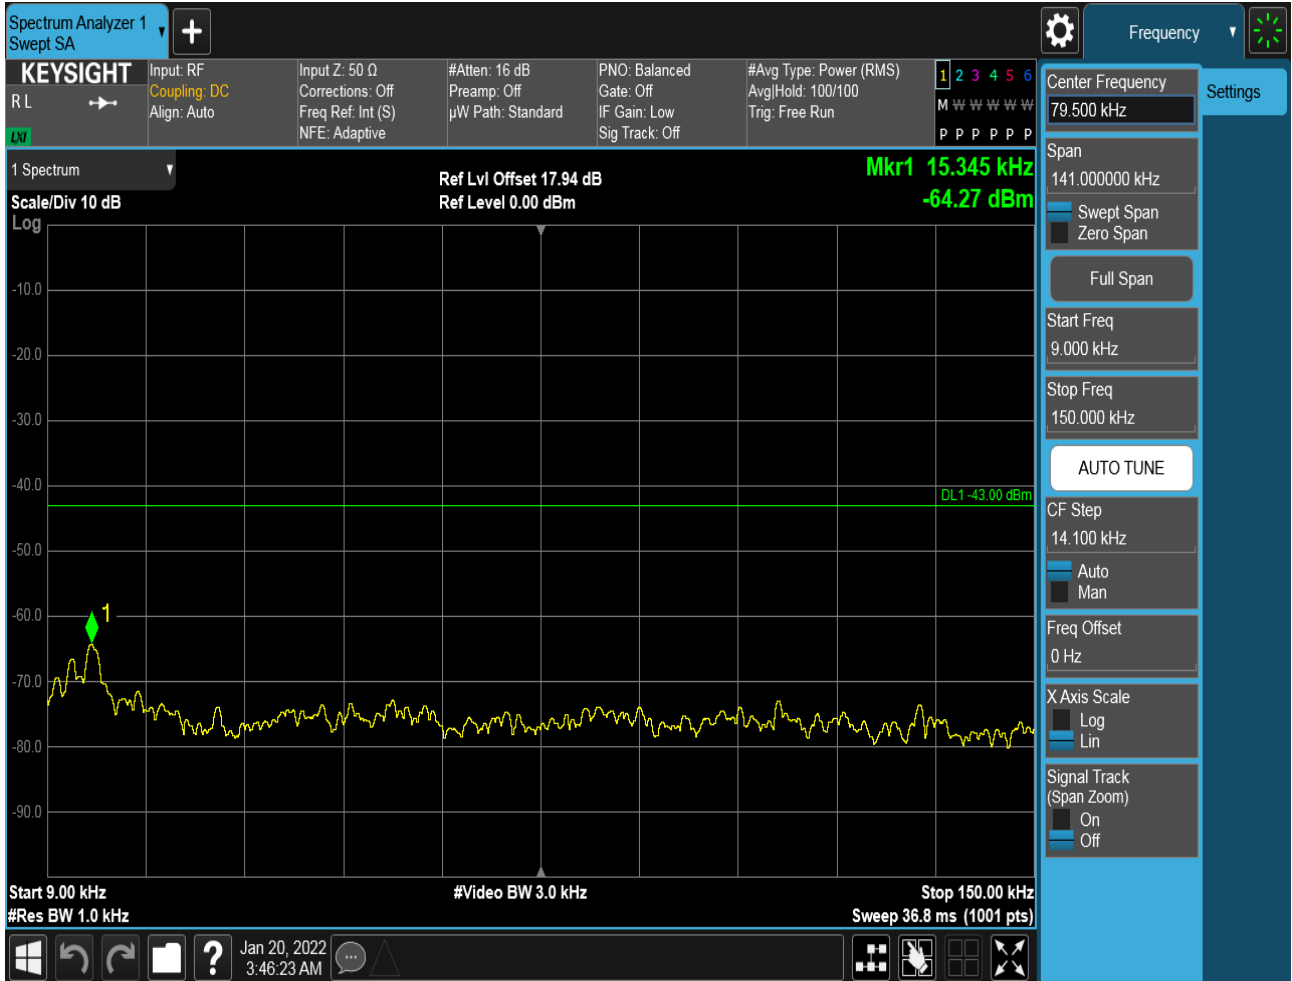 Spectrum Analyzer 1
Swept SA
Frequency
KEYSIGHT
R L
LXI
Input: RF
Coupling: DC
Align: Auto
Input Z: 50 Ω
Corrections: Off
Freq Ref: Int (S)
NFE: Adaptive
#Atten: 16 dB
Preamp: Off
µW Path: Standard
PNO: Balanced
Gate: Off
IF Gain: Low
Sig Track: Off
#Avg Type: Power (RMS)
Avg|Hold: 100/100
Trig: Free Run
1 2 3 4 5 6
M W W W W W
P P P P P P
1 Spectrum
Scale/Div 10 dB
Log
Ref Lvl Offset 17.94 dB
Ref Level 0.00 dBm
Mkr1 15.345 kHz
-64.27 dBm
-10.0
-20.0
-30.0
-40.0
DL1 -43.00 dBm
-50.0
-60.0
1
-70.0
-80.0
-90.0
Start 9.00 kHz
#Res BW 1.0 kHz
#Video BW 3.0 kHz
Stop 150.00 kHz
Sweep 36.8 ms (1001 pts)
Jan 20, 2022
3:46:23 AM
Settings
Center Frequency
79.500 kHz
Span
141.000000 kHz
Swept Span
Zero Span
Full Span
Start Freq
9.000 kHz
Stop Freq
150.000 kHz
AUTO TUNE
CF Step
14.100 kHz
Auto
Man
Freq Offset
0 Hz
X Axis Scale
Log
Lin
Signal Track
(Span Zoom)
On
Off